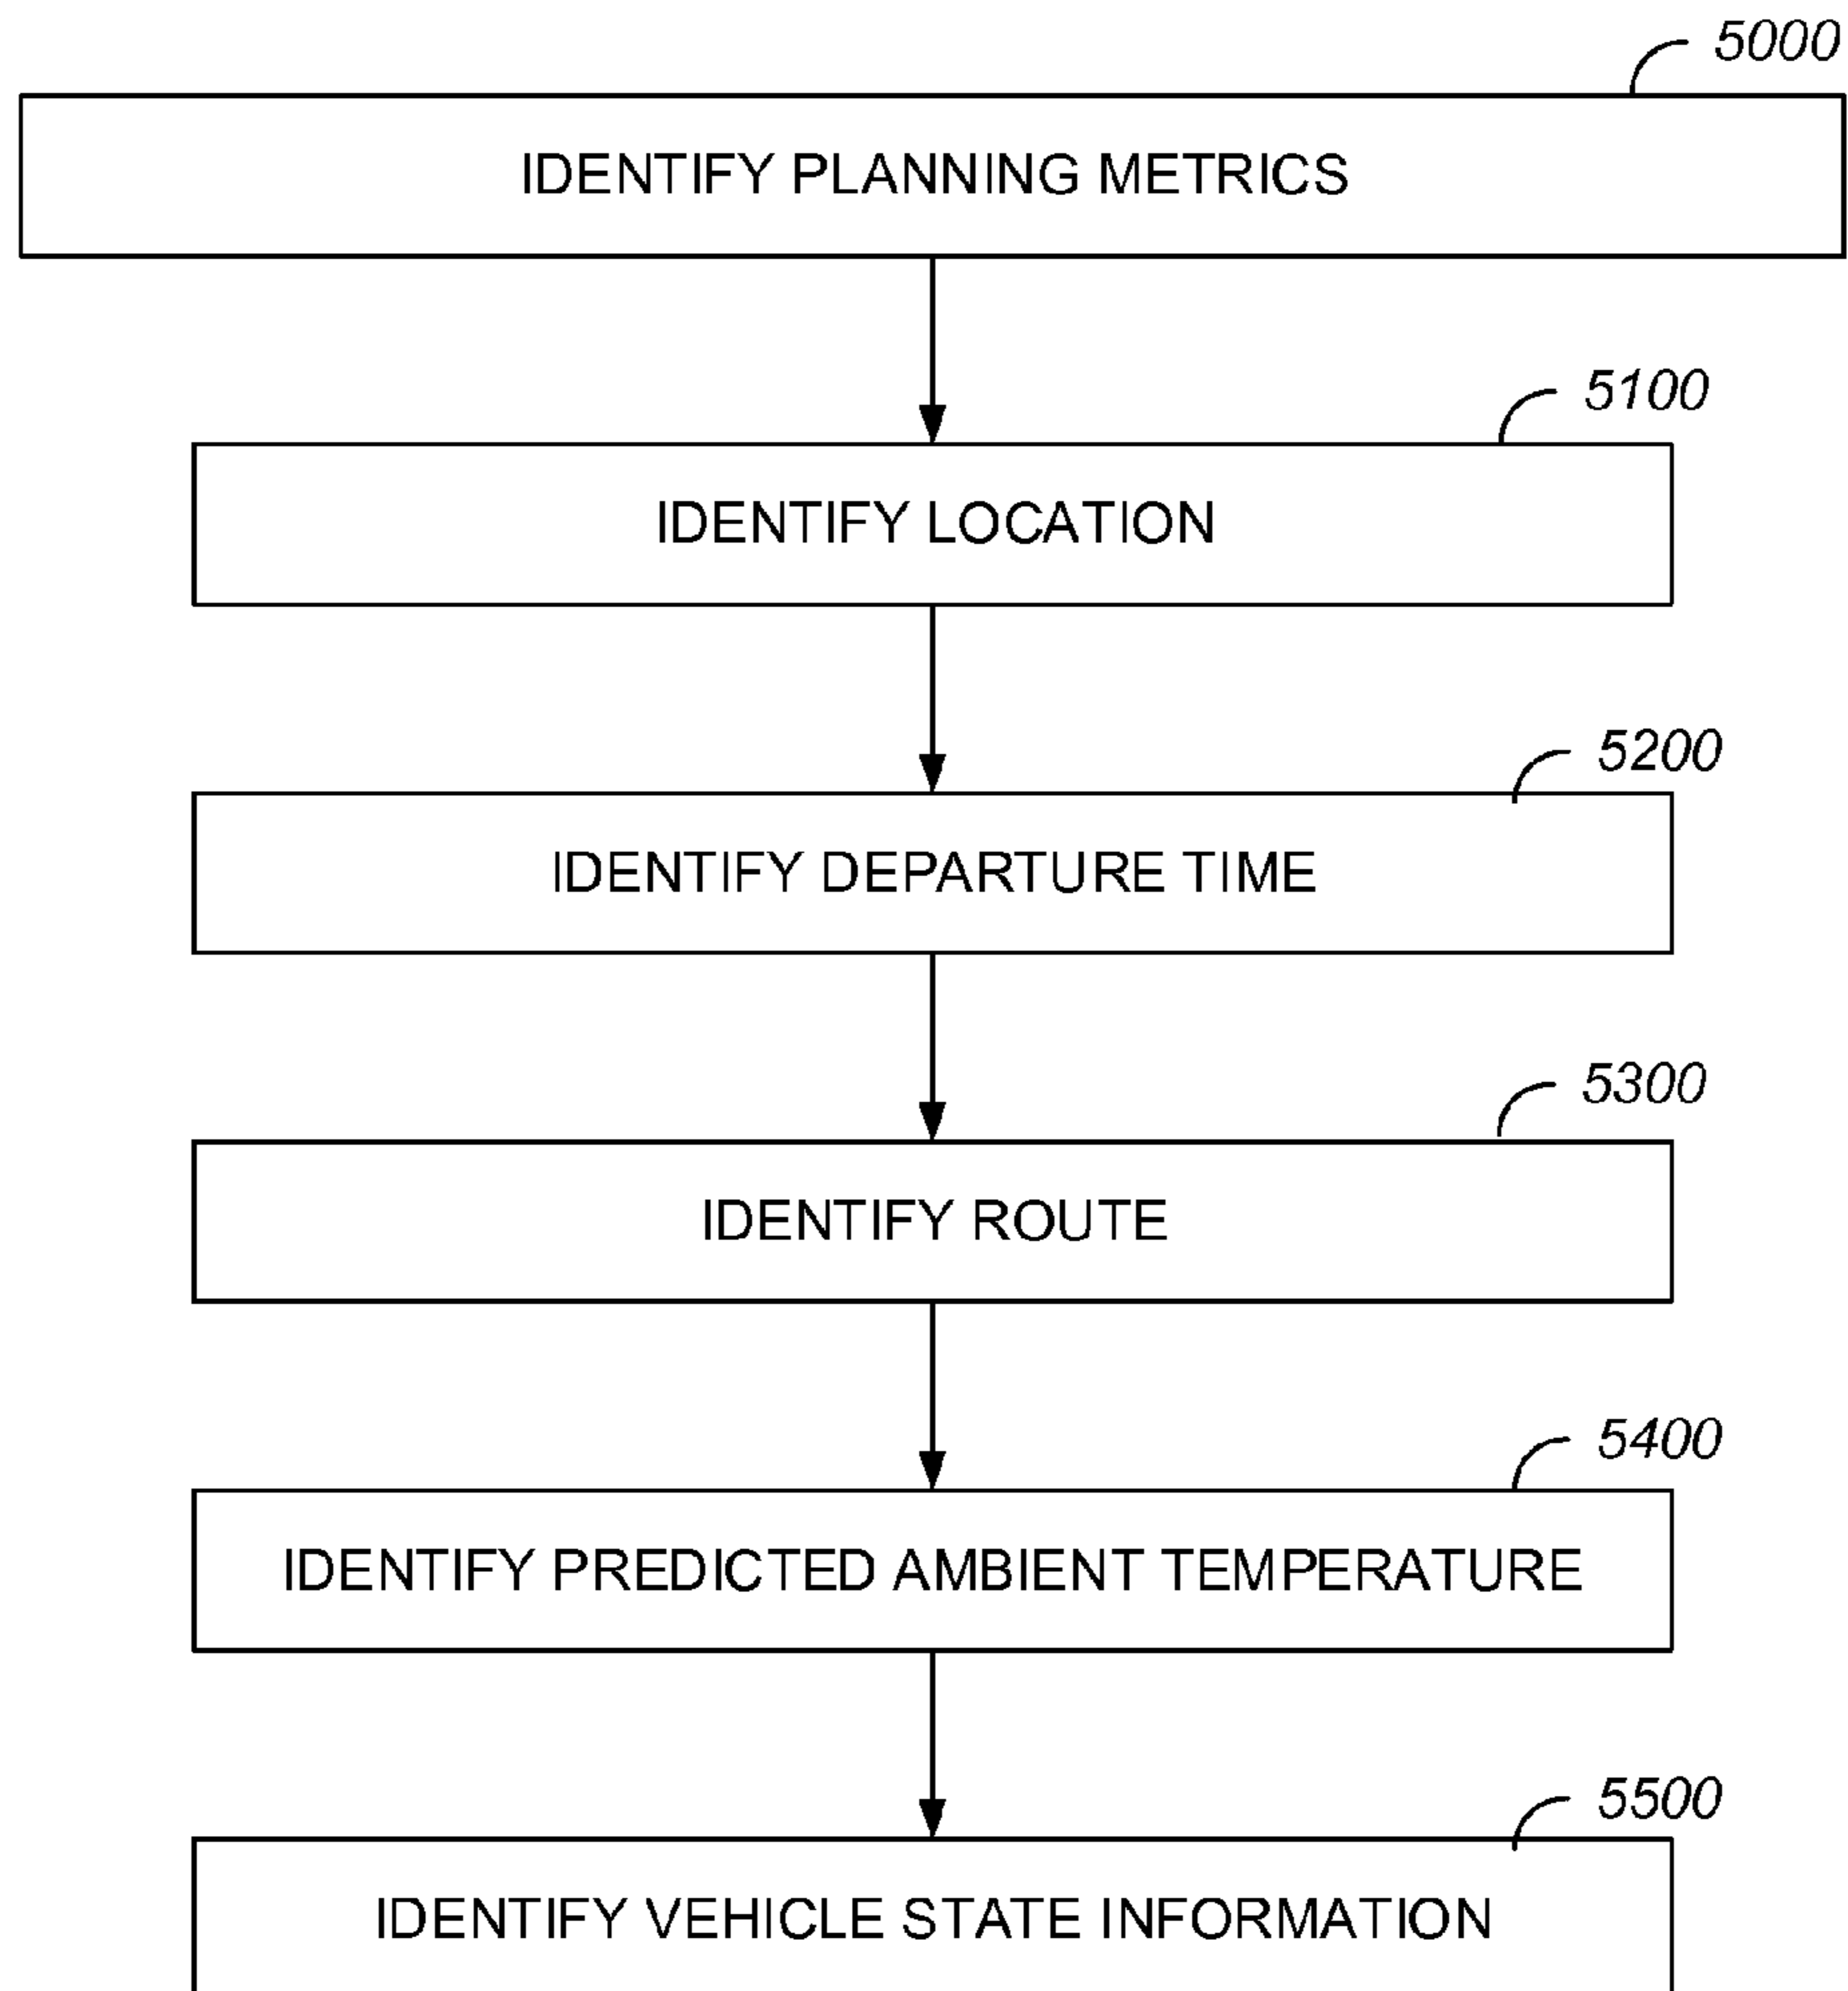 5000
IDENTIFY PLANNING METRICS
5100
IDENTIFY LOCATION
5200
IDENTIFY DEPARTURE TIME
5300
IDENTIFY ROUTE
5400
IDENTIFY PREDICTED AMBIENT TEMPERATURE
5500
IDENTIFY VEHICLE STATE INFORMATION